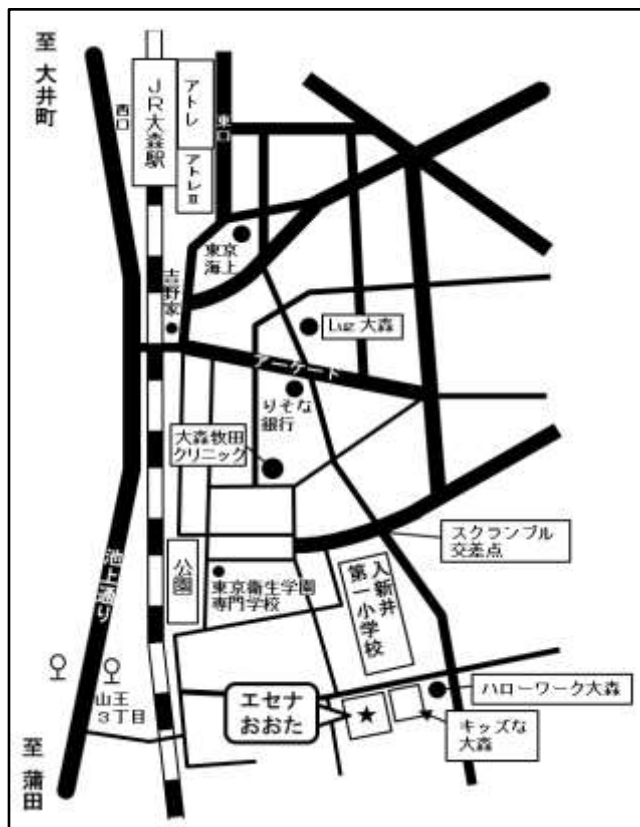 至 大井町
西口
JR大森駅
アトレ
アトレⅡ
東口
東京
海上
吉野家
Luz 大森
アーケード
りそな
銀行
大森牧田
クリニック
スクランブル
交差点
池上通り
公園
東京衛生学園
専門学校
入新井
第一小学校
山王
3丁目
エセナ
おおた
★
ハローワーク大森
キッズな
大森
至 蒲田